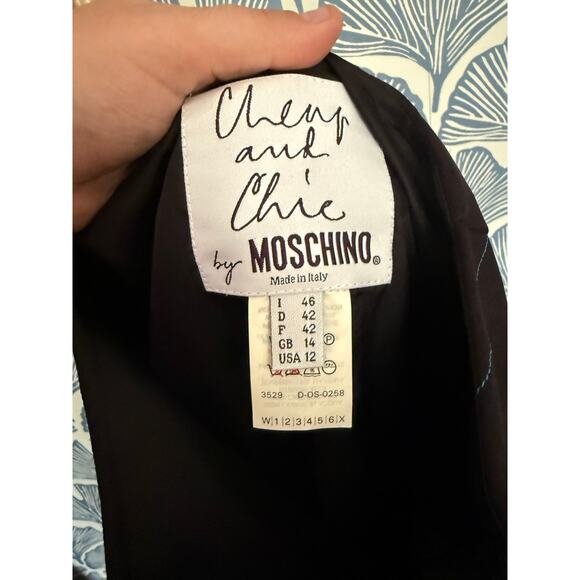 Cheap
and
Chic
by MOSCHINO®
Made in Italy
I 46
D 42
F 42
GB 14
USA 12
P
3529 D-OS-0258
W|1|2|3|4|5|6|X